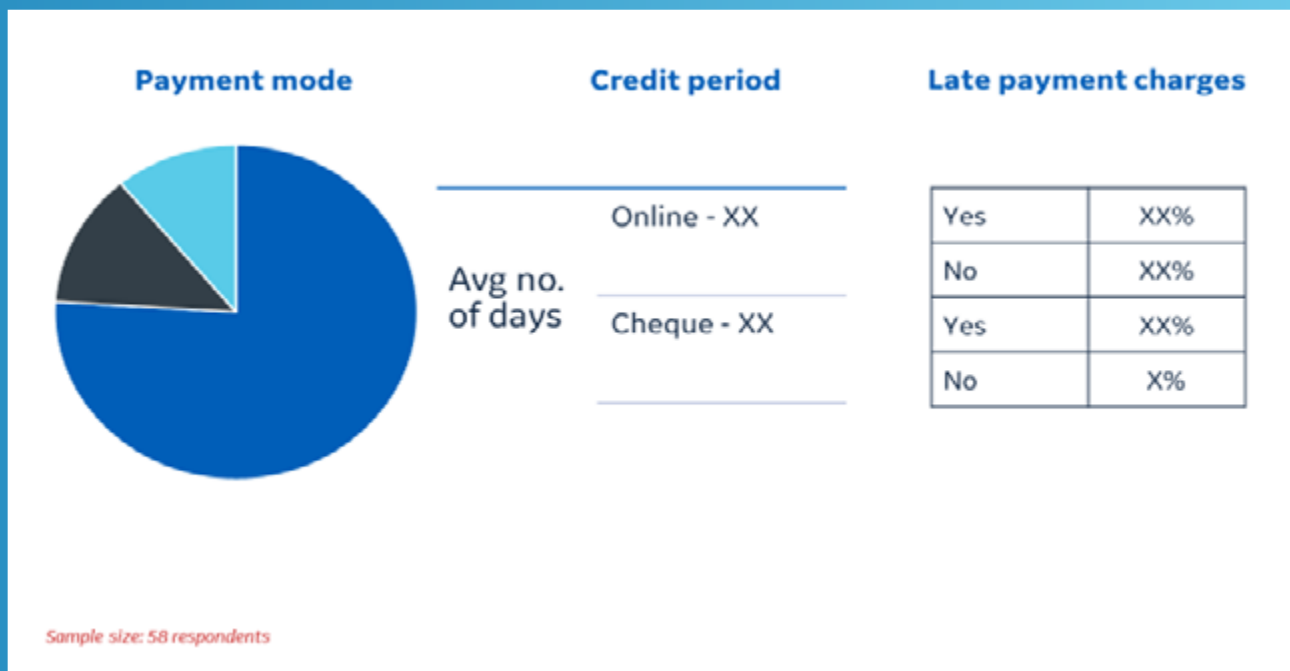 Payment mode
Credit period
Late payment charges
Avg no.
of days
Online - XX
Cheque - XX
Yes XX%
No XX%
Yes XX%
No X%
Sample size: 58 respondents